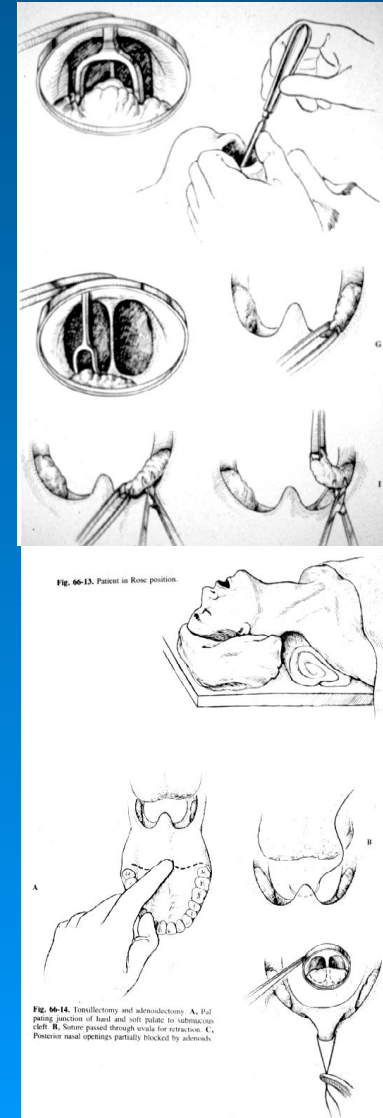 G
I
Fig. 66-13. Patient in Rose position.
A
B
Fig. 66-14. Tonsillectomy and adenoidectomy. A, Pal
pating junction of hard and soft palate to submucous
cleft. B, Suture passed through uvula for retraction. C,
Posterior nasal openings partially blocked by adenoids.